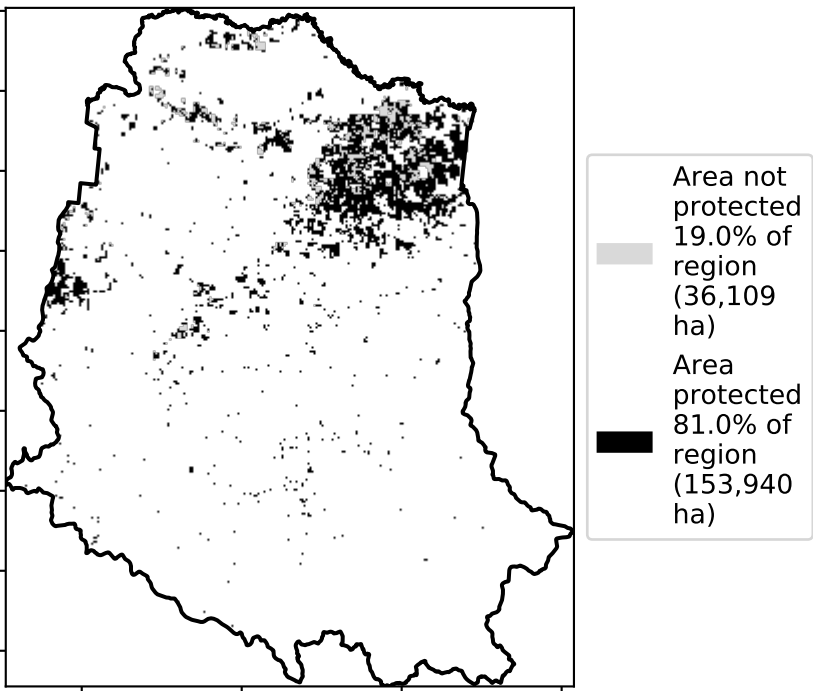 Area not
protected
19.0% of
region
(36,109
ha)
Area
protected
81.0% of
region
(153,940
ha)